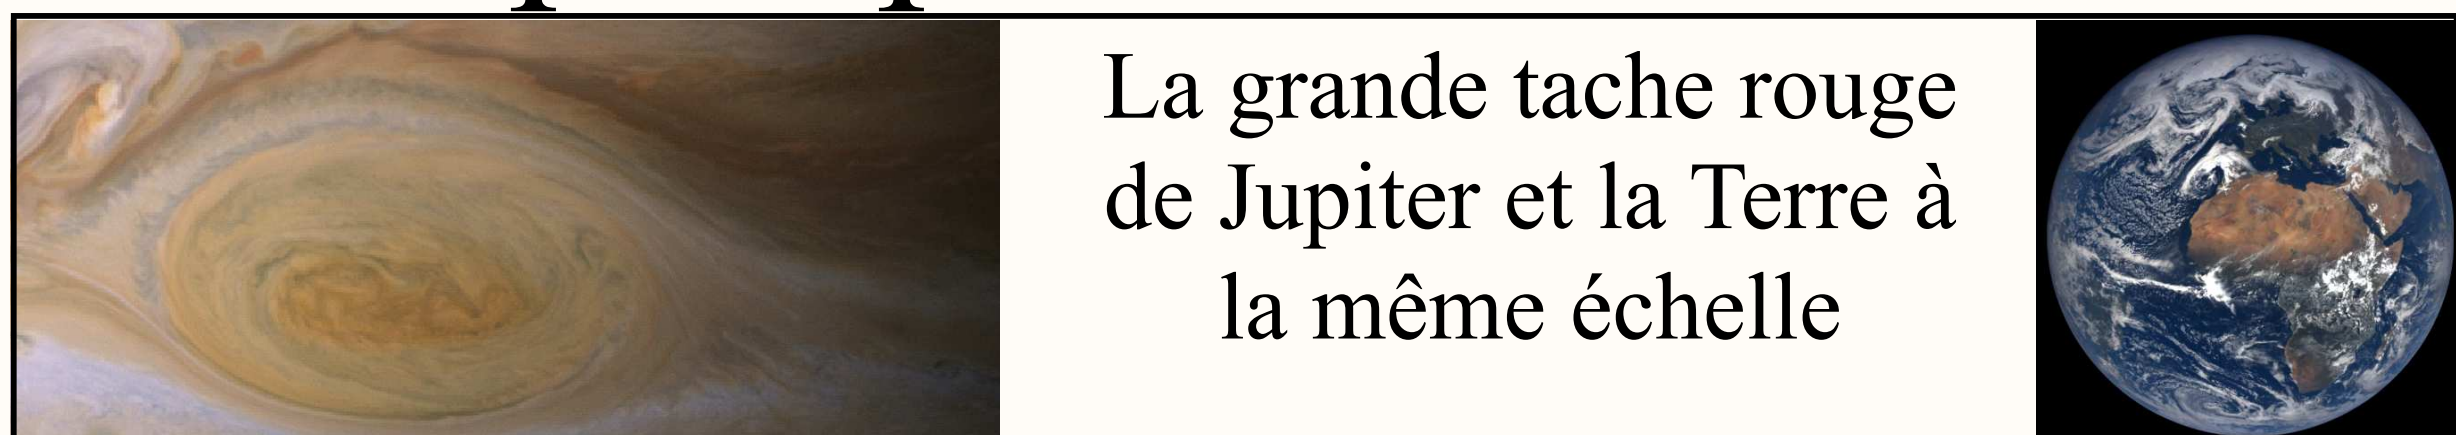 La grande tache rouge
de Jupiter et la Terre à
la même échelle